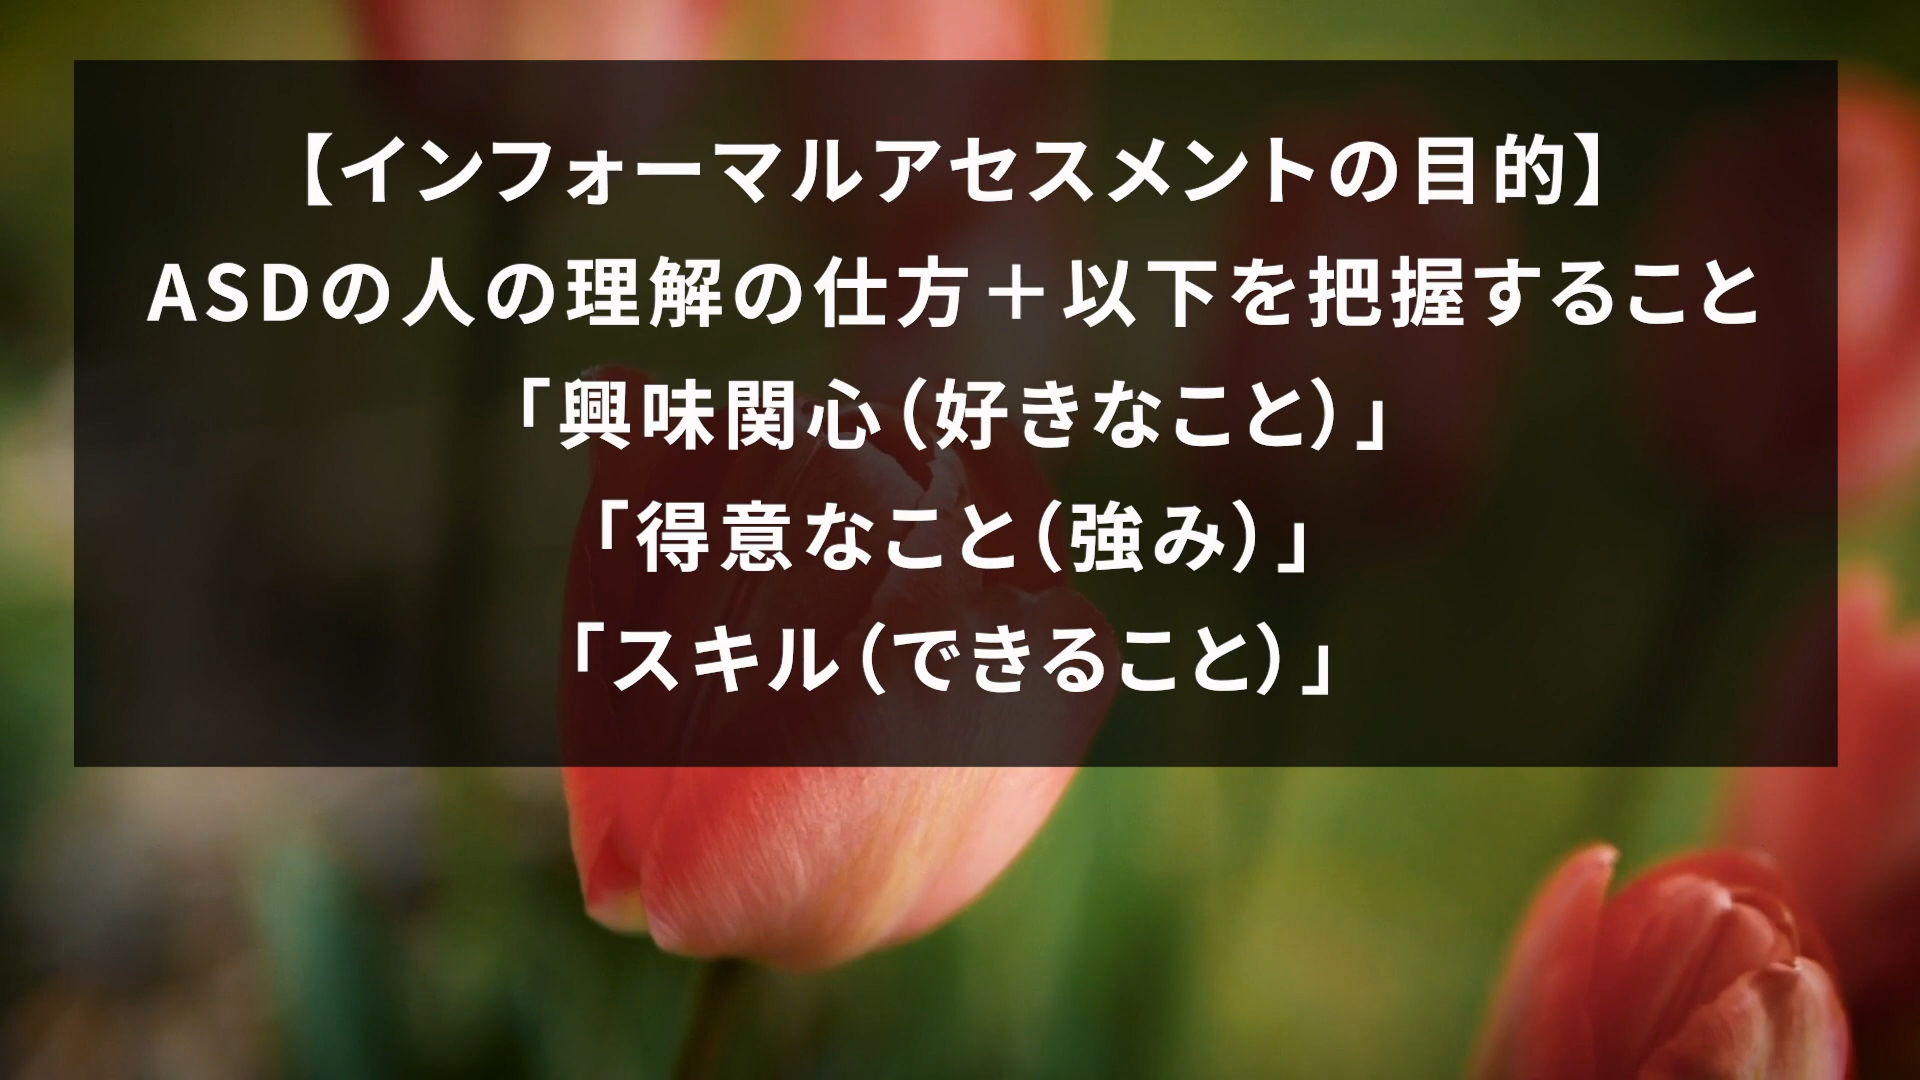 【インフォーマルアセスメントの目的】
ASDの人の理解の仕方＋以下を把握すること
「興味関心（好きなこと）」
「得意なこと（強み）」
「スキル（できること）」